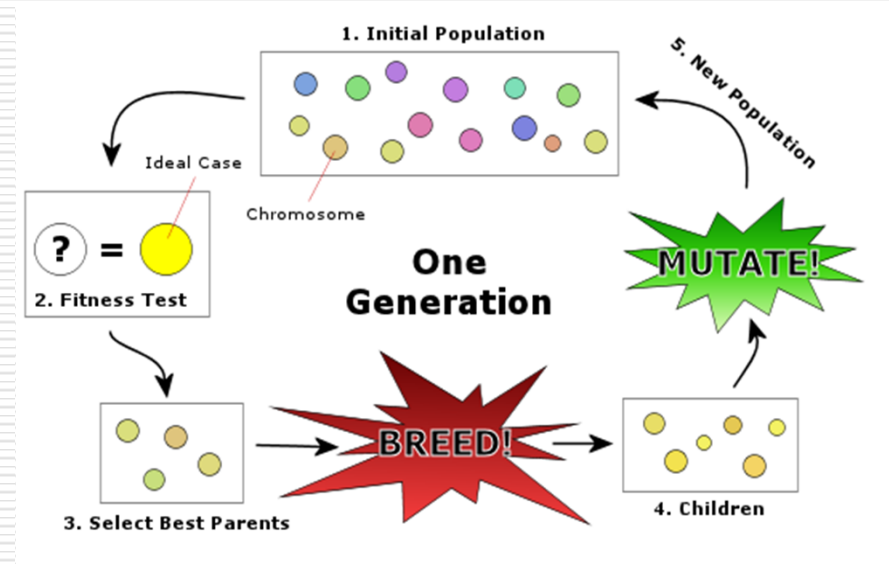 1. Initial Population
5. New Population
Ideal Case
Chromosome
? =
2. Fitness Test
One
Generation
MUTATE!
BREED!
3. Select Best Parents
4. Children